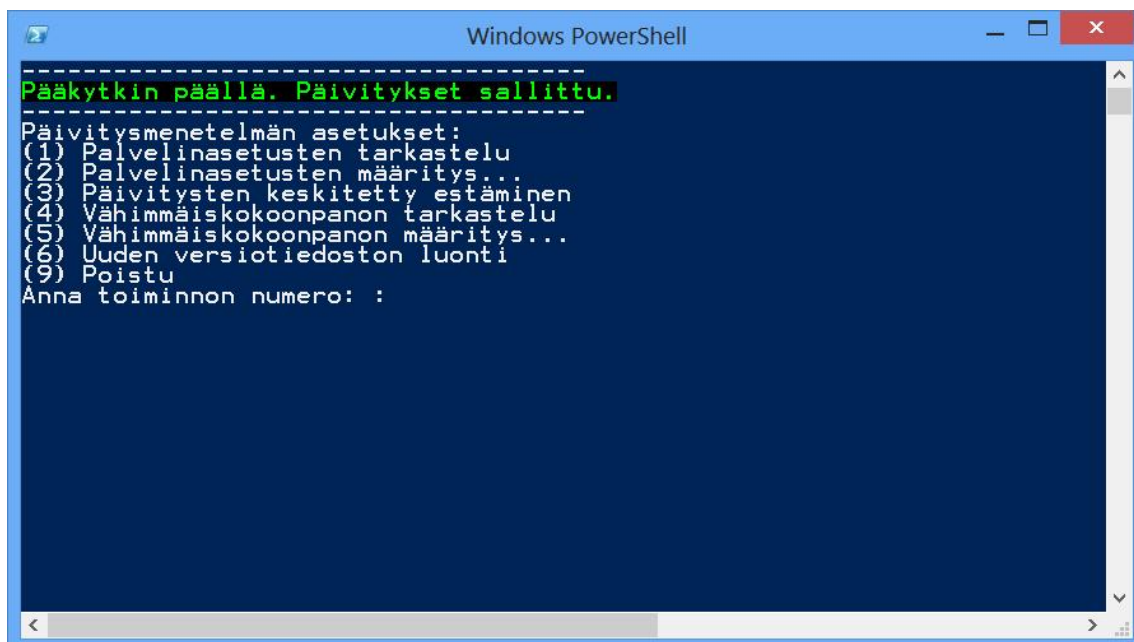 Windows PowerShell
--------------------------------------
Pääkytkin päällä. Päivitykset sallittu.
--------------------------------------
Päivitysmenetelmän asetukset:
(1) Palvelinasetusten tarkastelu
(2) Palvelinasetusten määritys...
(3) Päivitysten keskitetty estäminen
(4) Vähimmäiskokoonpanon tarkastelu
(5) Vähimmäiskokoonpanon määritys...
(6) Uuden versiotiedoston luonti
(9) Poistu
Anna toiminnon numero: :